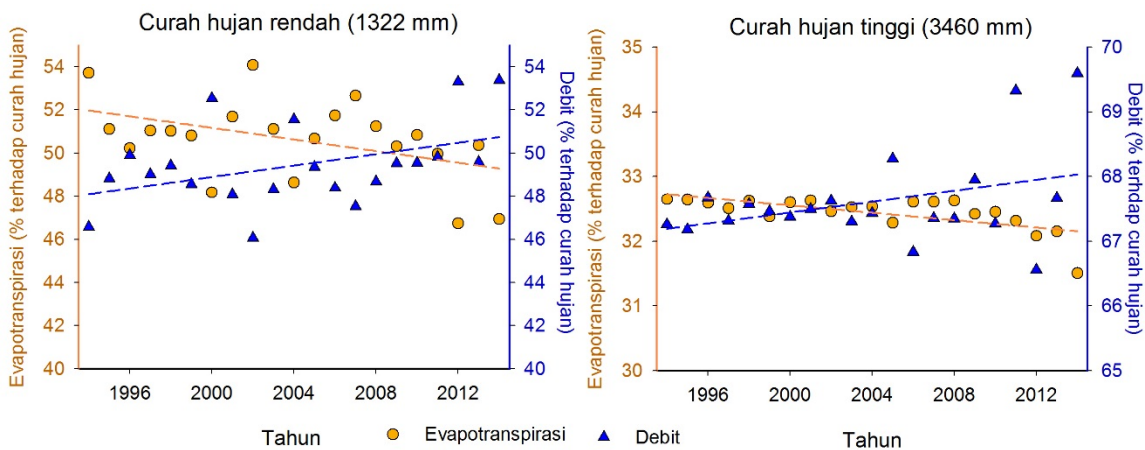 Curah hujan rendah (1322 mm)
Evapotranspirasi (% terhadap curah hujan)
54
52
50
48
46
44
42
40
54
52
50
48
46
44
42
40
Debit (% terhadap curah hujan)
1996 2000 2004 2008 2012
Tahun
Curah hujan tinggi (3460 mm)
Evapotranspirasi (% terhadap curah hujan)
35
34
33
32
31
30
70
69
68
67
66
65
Debit (% terhadap curah hujan)
1996 2000 2004 2008 2012
Tahun
Evapotranspirasi
Debit